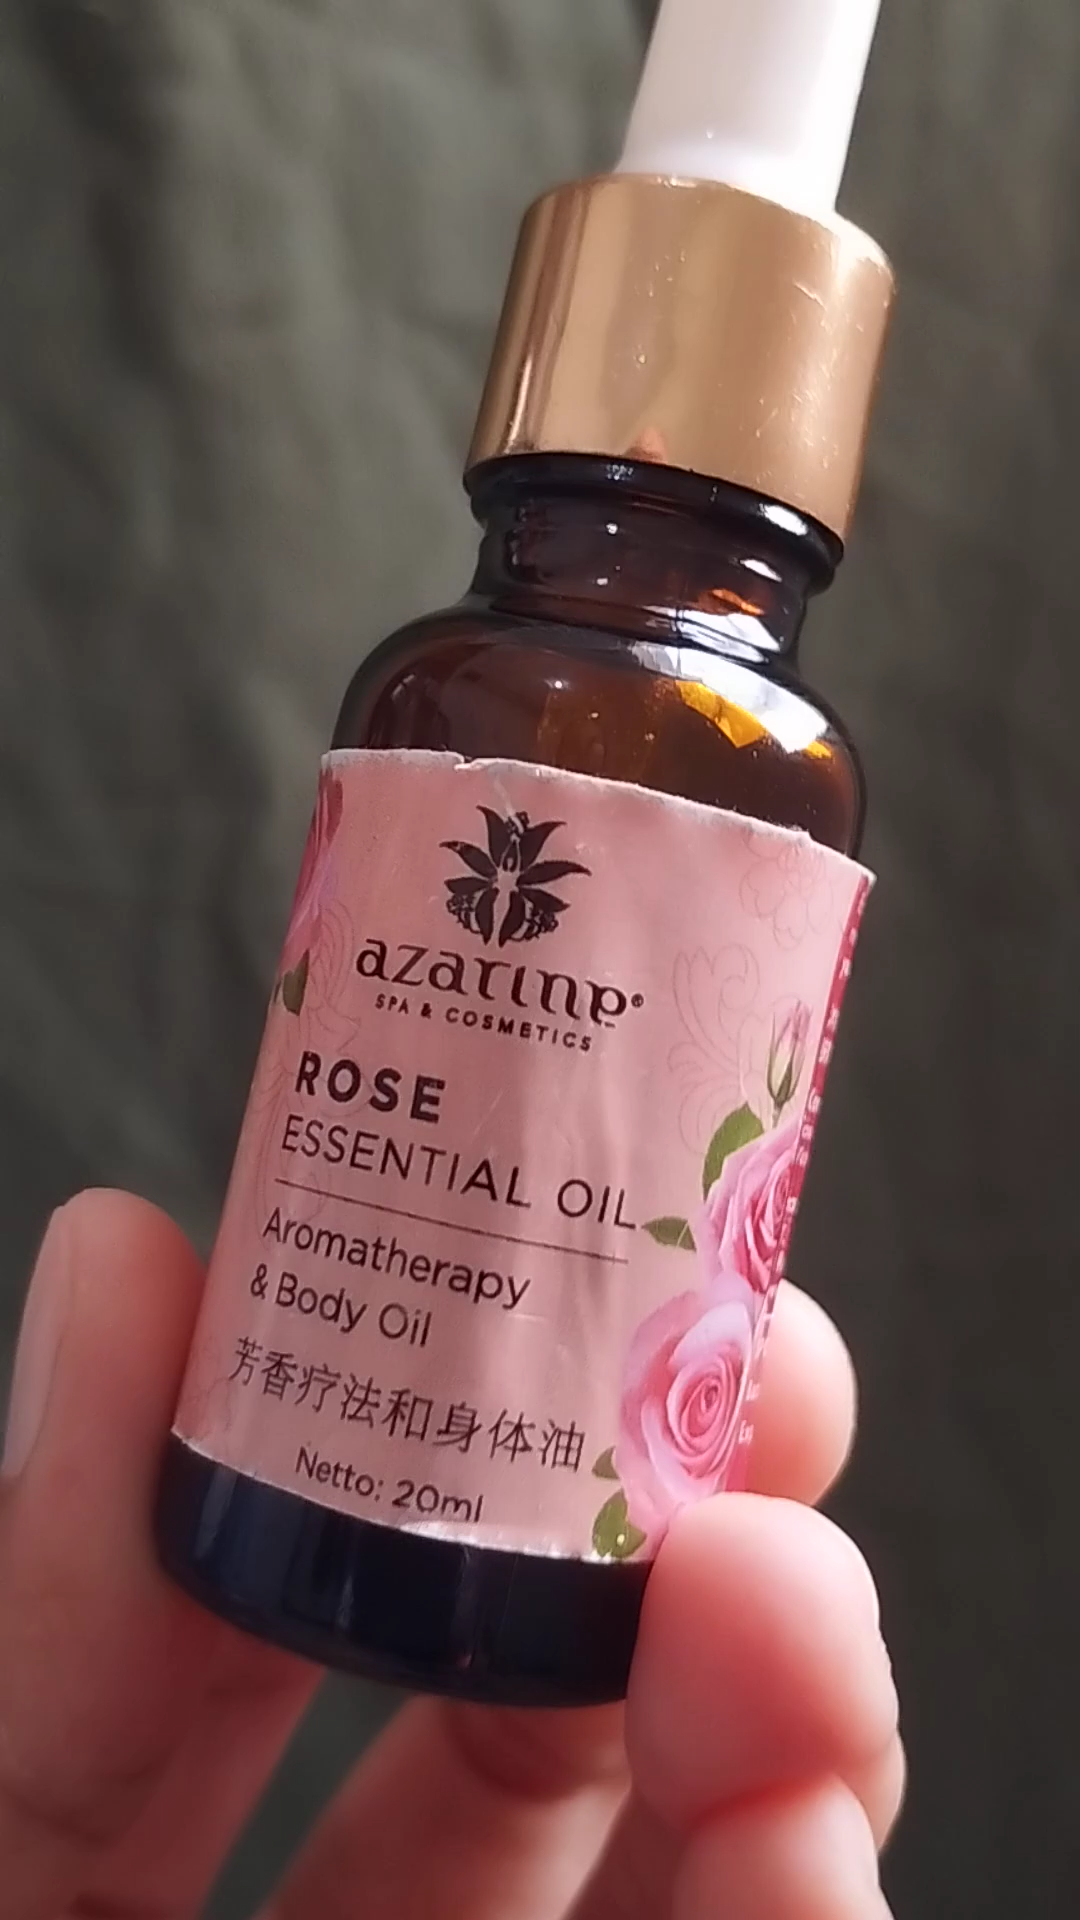 azarine®
SPA & COSMETICS
ROSE
ESSENTIAL OIL
Aromatherapy
& Body Oil
芳香疗法和身体油
Netto: 20ml